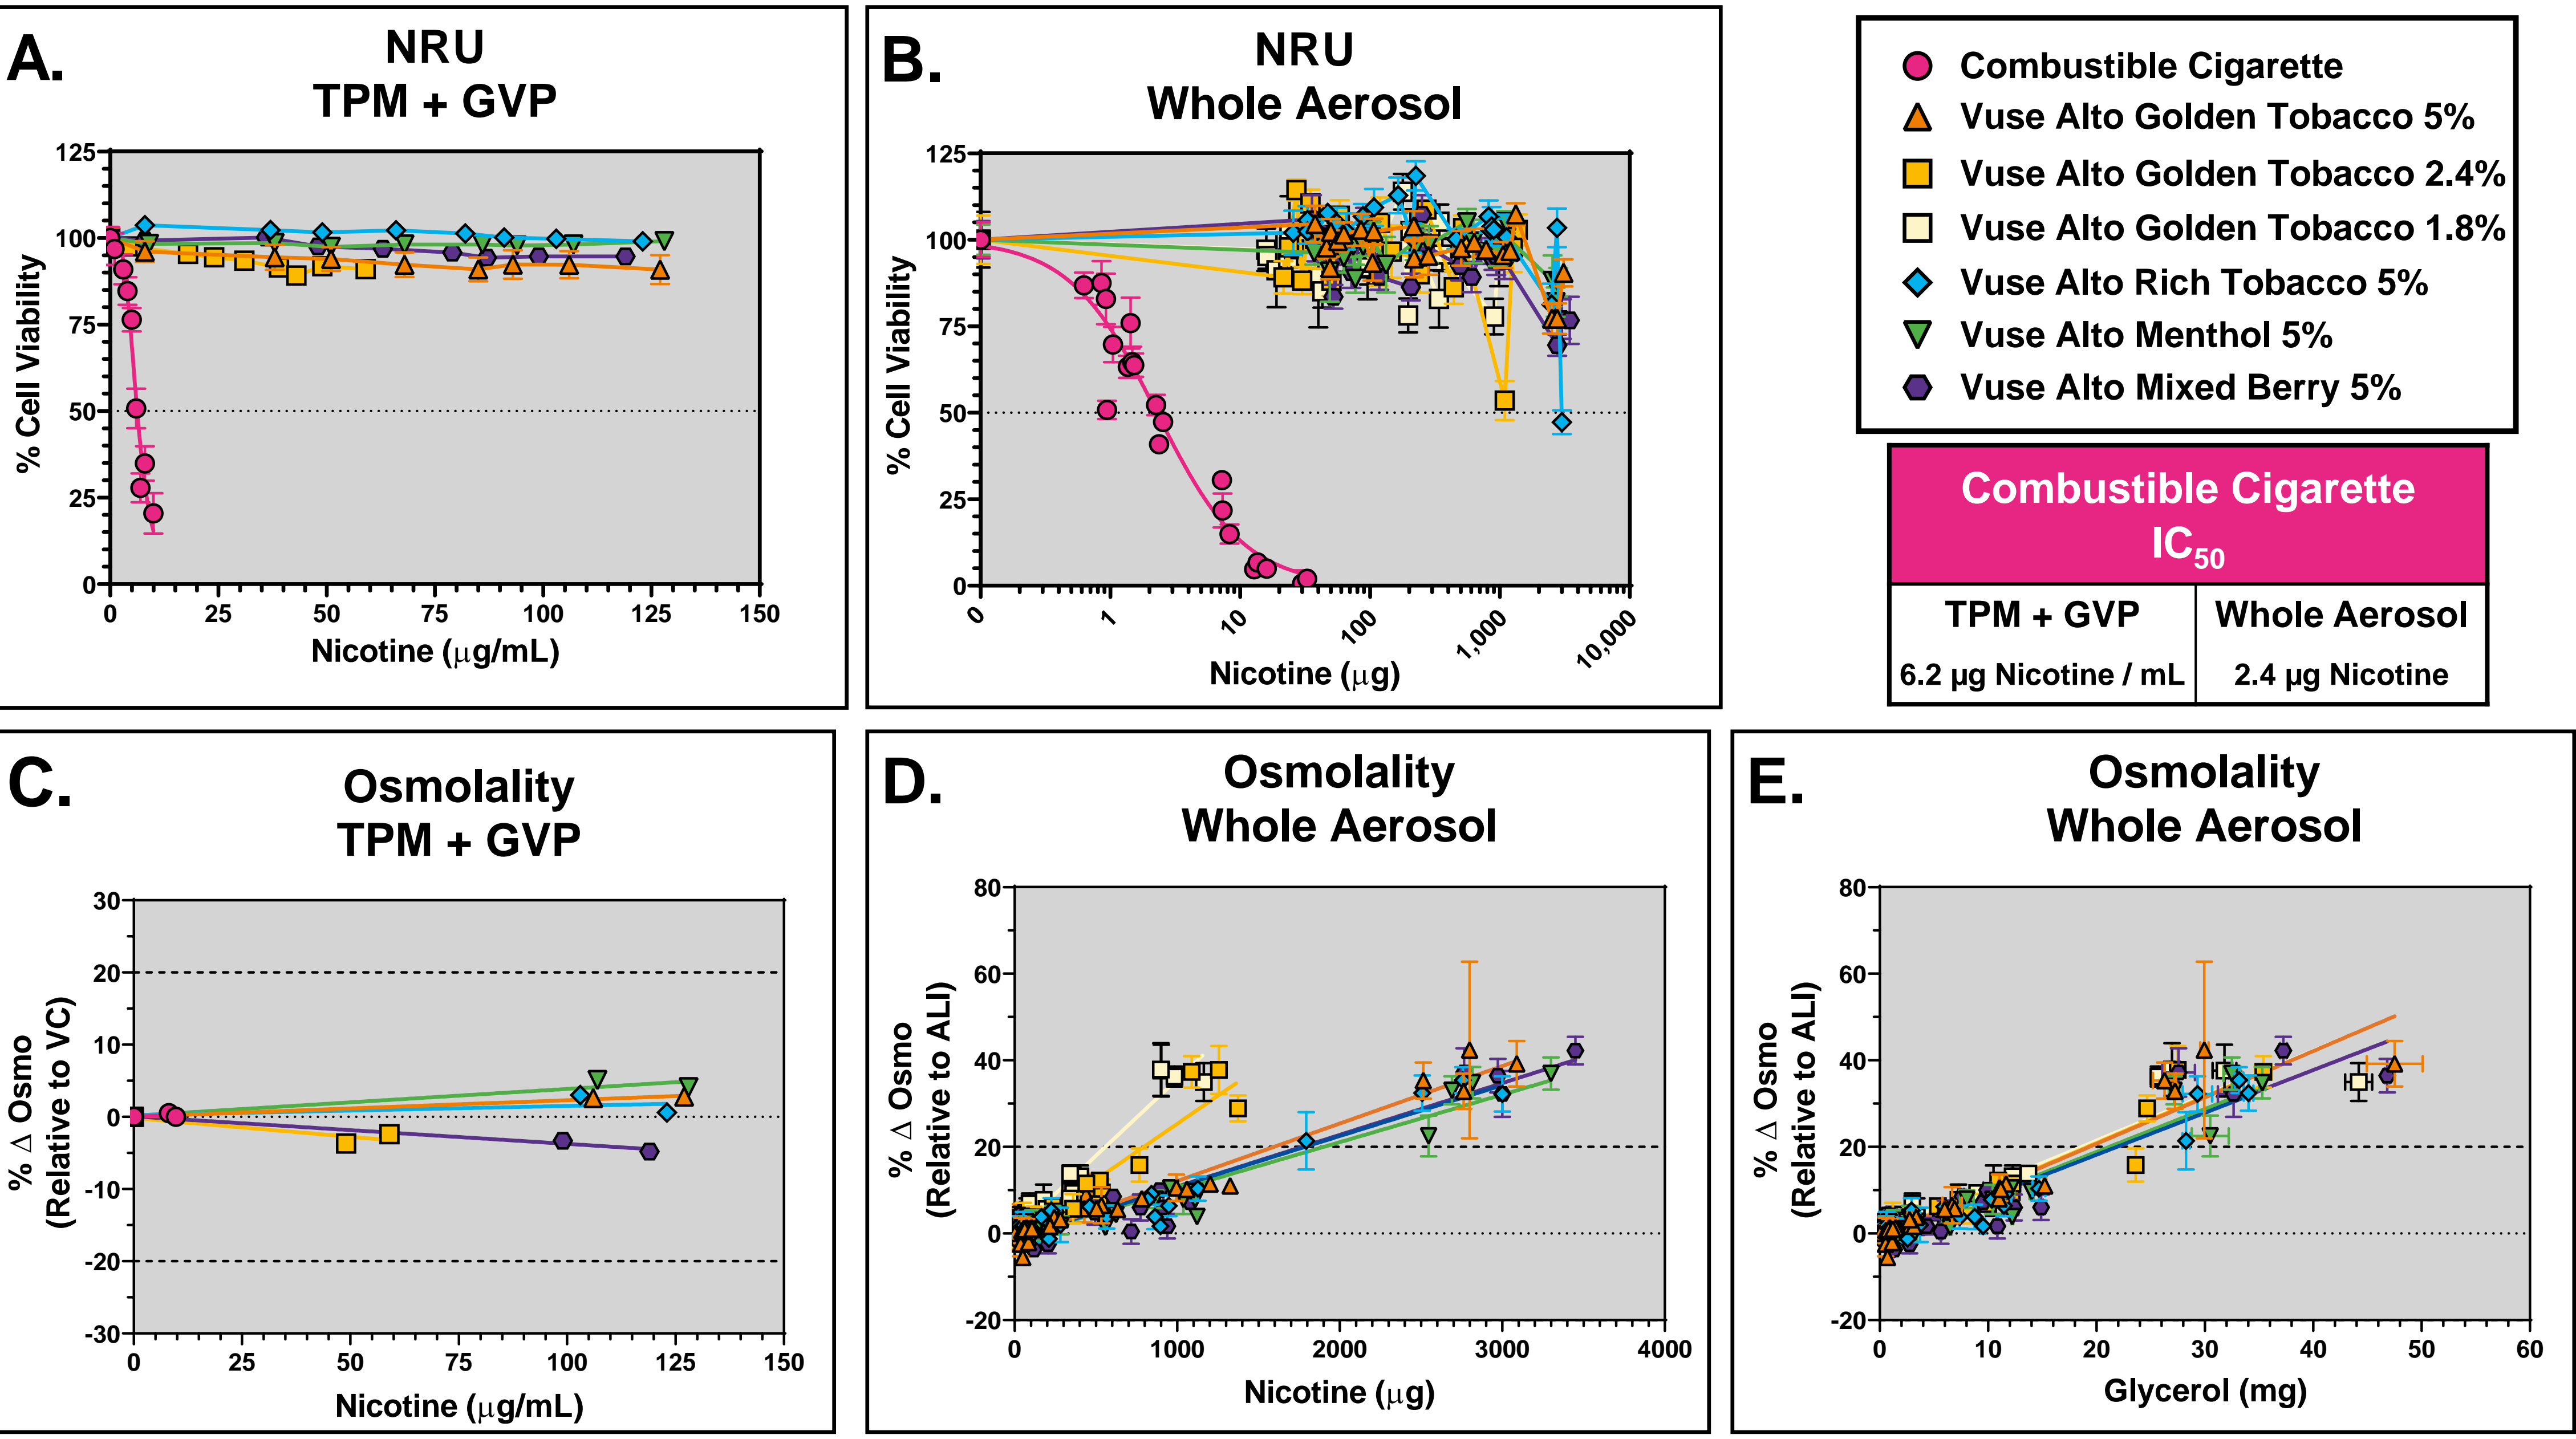 A.
NRU
TPM + GVP
125
100
75
50
25
0
% Cell Viability
0 25 50 75 100 125 150
Nicotine (μg/mL)
B.
NRU
Whole Aerosol
125
100
75
50
25
0
% Cell Viability
0 1 10 100 1,000 10,000
Nicotine (μg)
Combustible Cigarette
Vuse Alto Golden Tobacco 5%
Vuse Alto Golden Tobacco 2.4%
Vuse Alto Golden Tobacco 1.8%
Vuse Alto Rich Tobacco 5%
Vuse Alto Menthol 5%
Vuse Alto Mixed Berry 5%
Combustible Cigarette
IC50
TPM + GVP Whole Aerosol
6.2 µg Nicotine / mL 2.4 µg Nicotine
C.
Osmolality
TPM + GVP
30
20
10
0
-10
-20
-30
% Δ Osmo
(Relative to VC)
0 25 50 75 100 125 150
Nicotine (μg/mL)
D.
Osmolality
Whole Aerosol
80
60
40
20
0
-20
% Δ Osmo
(Relative to ALI)
0 1000 2000 3000 4000
Nicotine (μg)
E.
Osmolality
Whole Aerosol
80
60
40
20
0
-20
% Δ Osmo
(Relative to ALI)
0 10 20 30 40 50 60
Glycerol (mg)